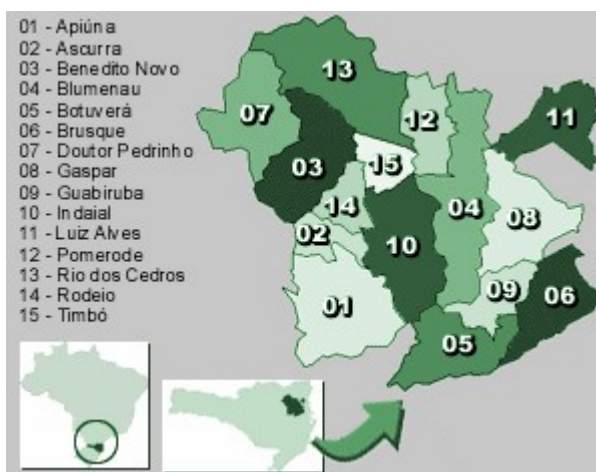 01 - Apiúna
02 - Ascurra
03 - Benedito Novo
04 - Blumenau
05 - Botuverá
06 - Brusque
07 - Doutor Pedrinho
08 - Gaspar
09 - Guabiruba
10 - Indaial
11 - Luiz Alves
12 - Pomerode
13 - Rio dos Cedros
14 - Rodeio
15 - Timbó
13
07
12
11
03
15
14
04
08
02
10
09
06
01
05